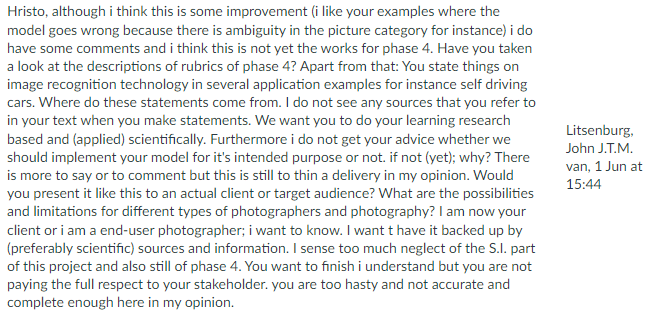 Hristo, although i think this is some improvement (i like your examples where the
model goes wrong because there is ambiguity in the picture category for instance) i do
have some comments and i think this is not yet the works for phase 4. Have you taken
a look at the descriptions of rubrics of phase 4? Apart from that: You state things on
image recognition technology in several application examples for instance self driving
cars. Where do these statements come from. I do not see any sources that you refer to
in your text when you make statements. We want you to do your learning research
based and (applied) scientifically. Furthermore i do not get your advice whether we
should implement your model for it's intended purpose or not. if not (yet); why? There
is more to say or to comment but this is still to thin a delivery in my opinion. Would
you present it like this to an actual client or target audience? What are the possibilities
and limitations for different types of photographers and photography? I am now your
client or i am a end-user photographer; i want to know. I want t have it backed up by
(preferably scientific) sources and information. I sense too much neglect of the S.I. part
of this project and also still of phase 4. You want to finish i understand but you are not
paying the full respect to your stakeholder. you are too hasty and not accurate and
complete enough here in my opinion.
Litsenburg,
John J.T.M.
van, 1 Jun at
15:44